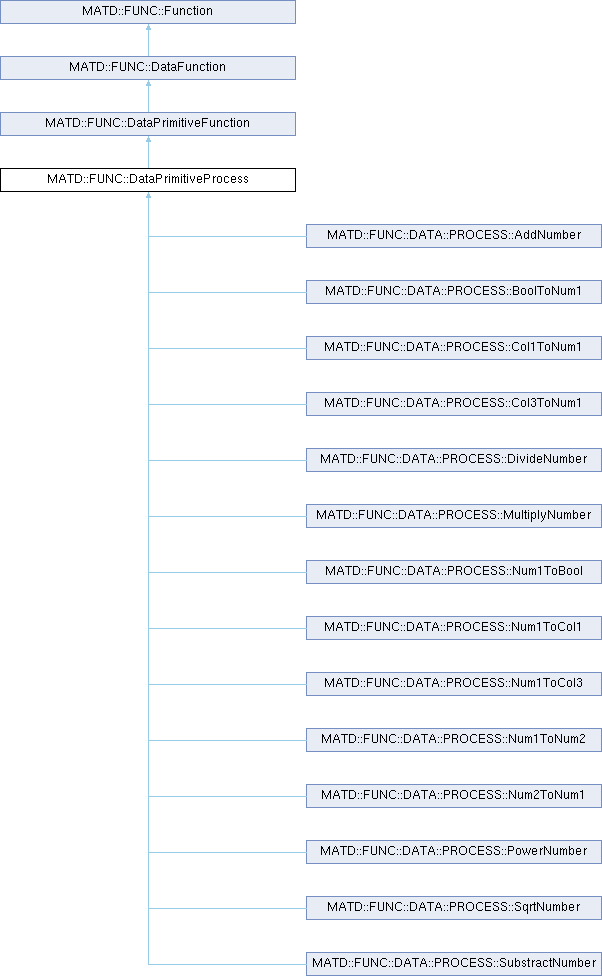 MATD::FUNC::Function
MATD::FUNC::DataFunction
MATD::FUNC::DataPrimitiveFunction
MATD::FUNC::DataPrimitiveProcess
MATD::FUNC::DATA::PROCESS::AddNumber
MATD::FUNC::DATA::PROCESS::BoolToNum1
MATD::FUNC::DATA::PROCESS::Col1ToNum1
MATD::FUNC::DATA::PROCESS::Col3ToNum1
MATD::FUNC::DATA::PROCESS::DivideNumber
MATD::FUNC::DATA::PROCESS::MultiplyNumber
MATD::FUNC::DATA::PROCESS::Num1ToBool
MATD::FUNC::DATA::PROCESS::Num1ToCol1
MATD::FUNC::DATA::PROCESS::Num1ToCol3
MATD::FUNC::DATA::PROCESS::Num1ToNum2
MATD::FUNC::DATA::PROCESS::Num2ToNum1
MATD::FUNC::DATA::PROCESS::PowerNumber
MATD::FUNC::DATA::PROCESS::SqrtNumber
MATD::FUNC::DATA::PROCESS::SubstractNumber